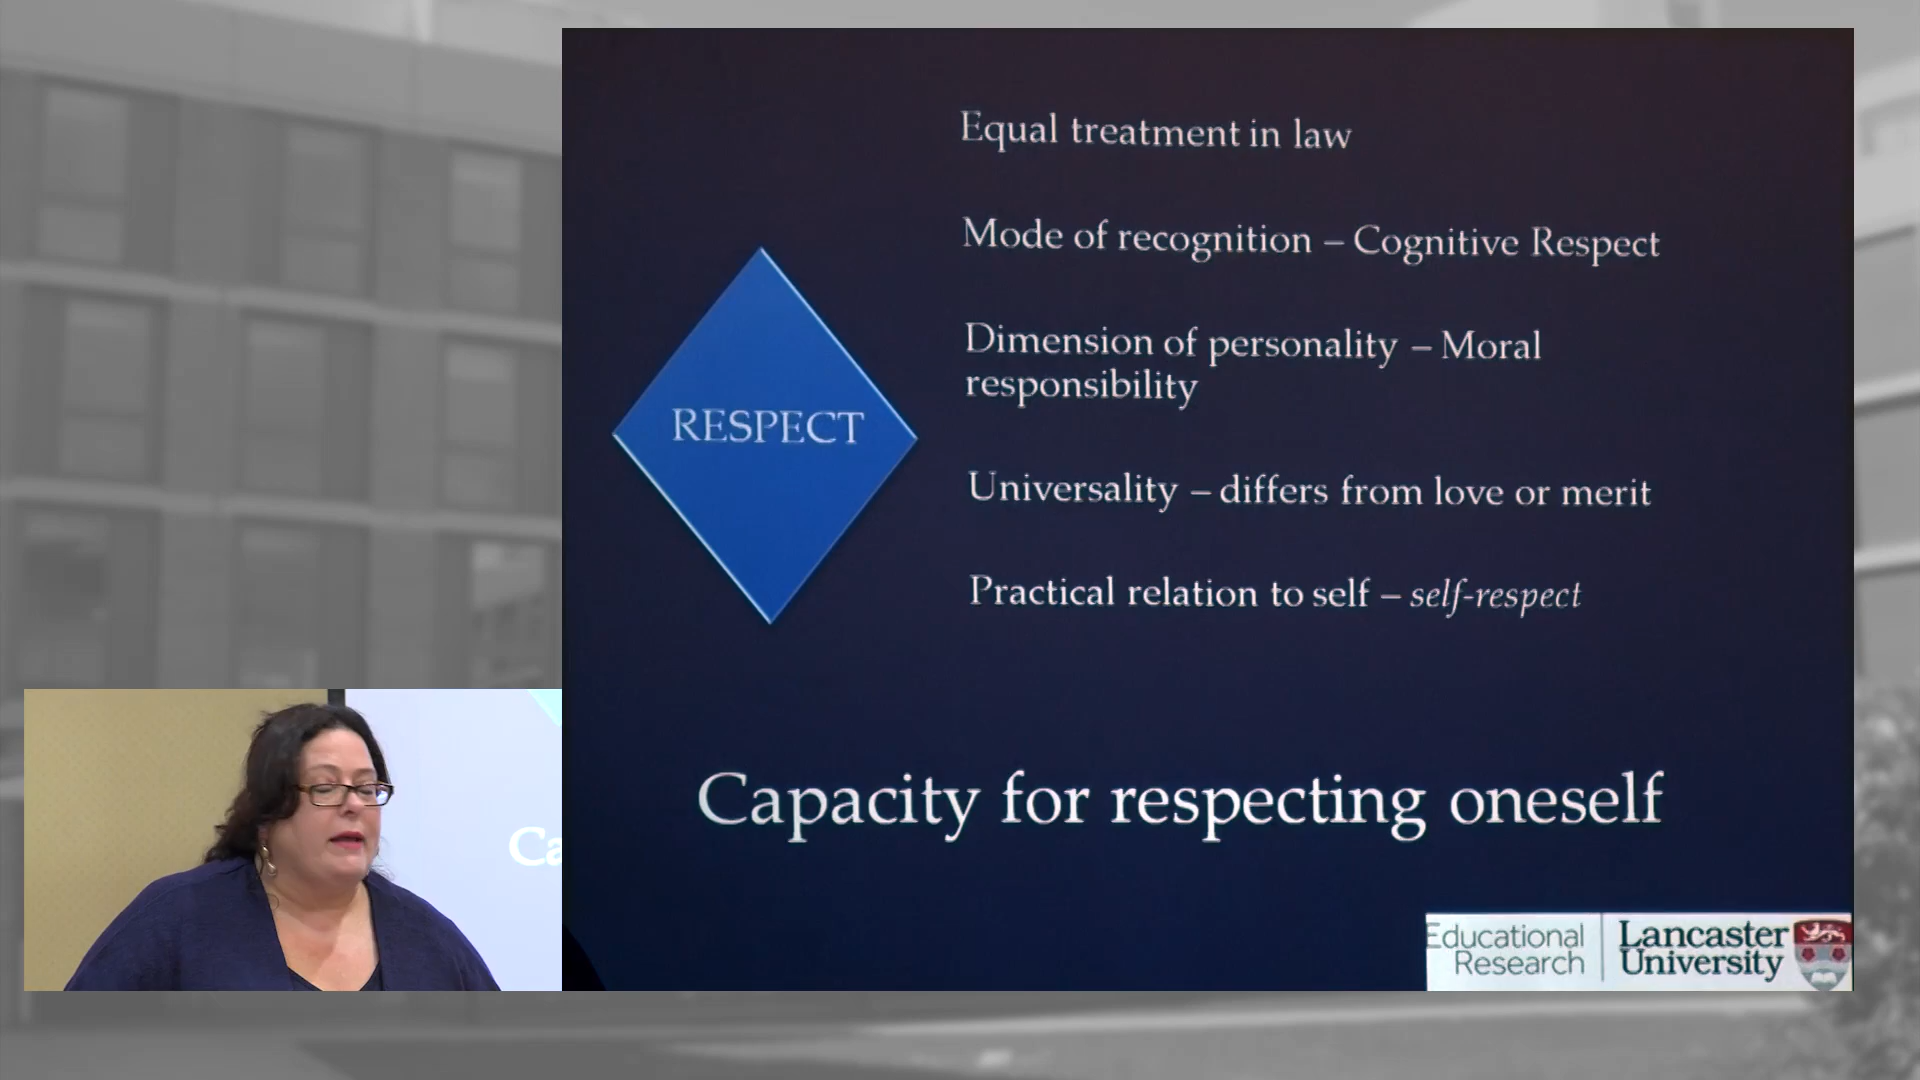 Equal treatment in law
Mode of recognition – Cognitive Respect
Dimension of personality – Moral
responsibility
RESPECT
Universality – differs from love or merit
Practical relation to self – self-respect
Capacity for respecting oneself
Ca
Educational
Research
Lancaster
University